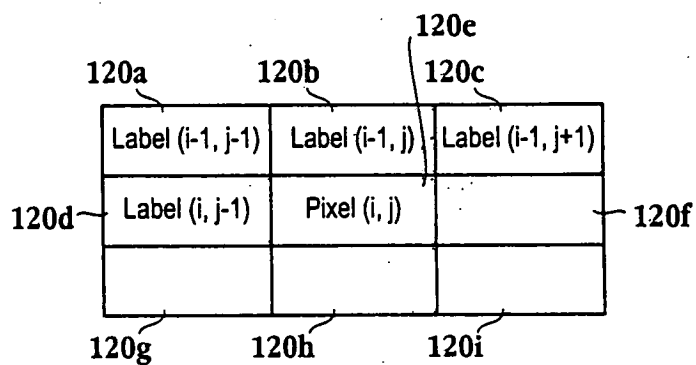 120e
120a 120b 120c
Label (i-1, j-1) Label (i-1, j) Label (i-1, j+1)
120d Label (i, j-1) Pixel (i, j) 120f
120g 120h 120i